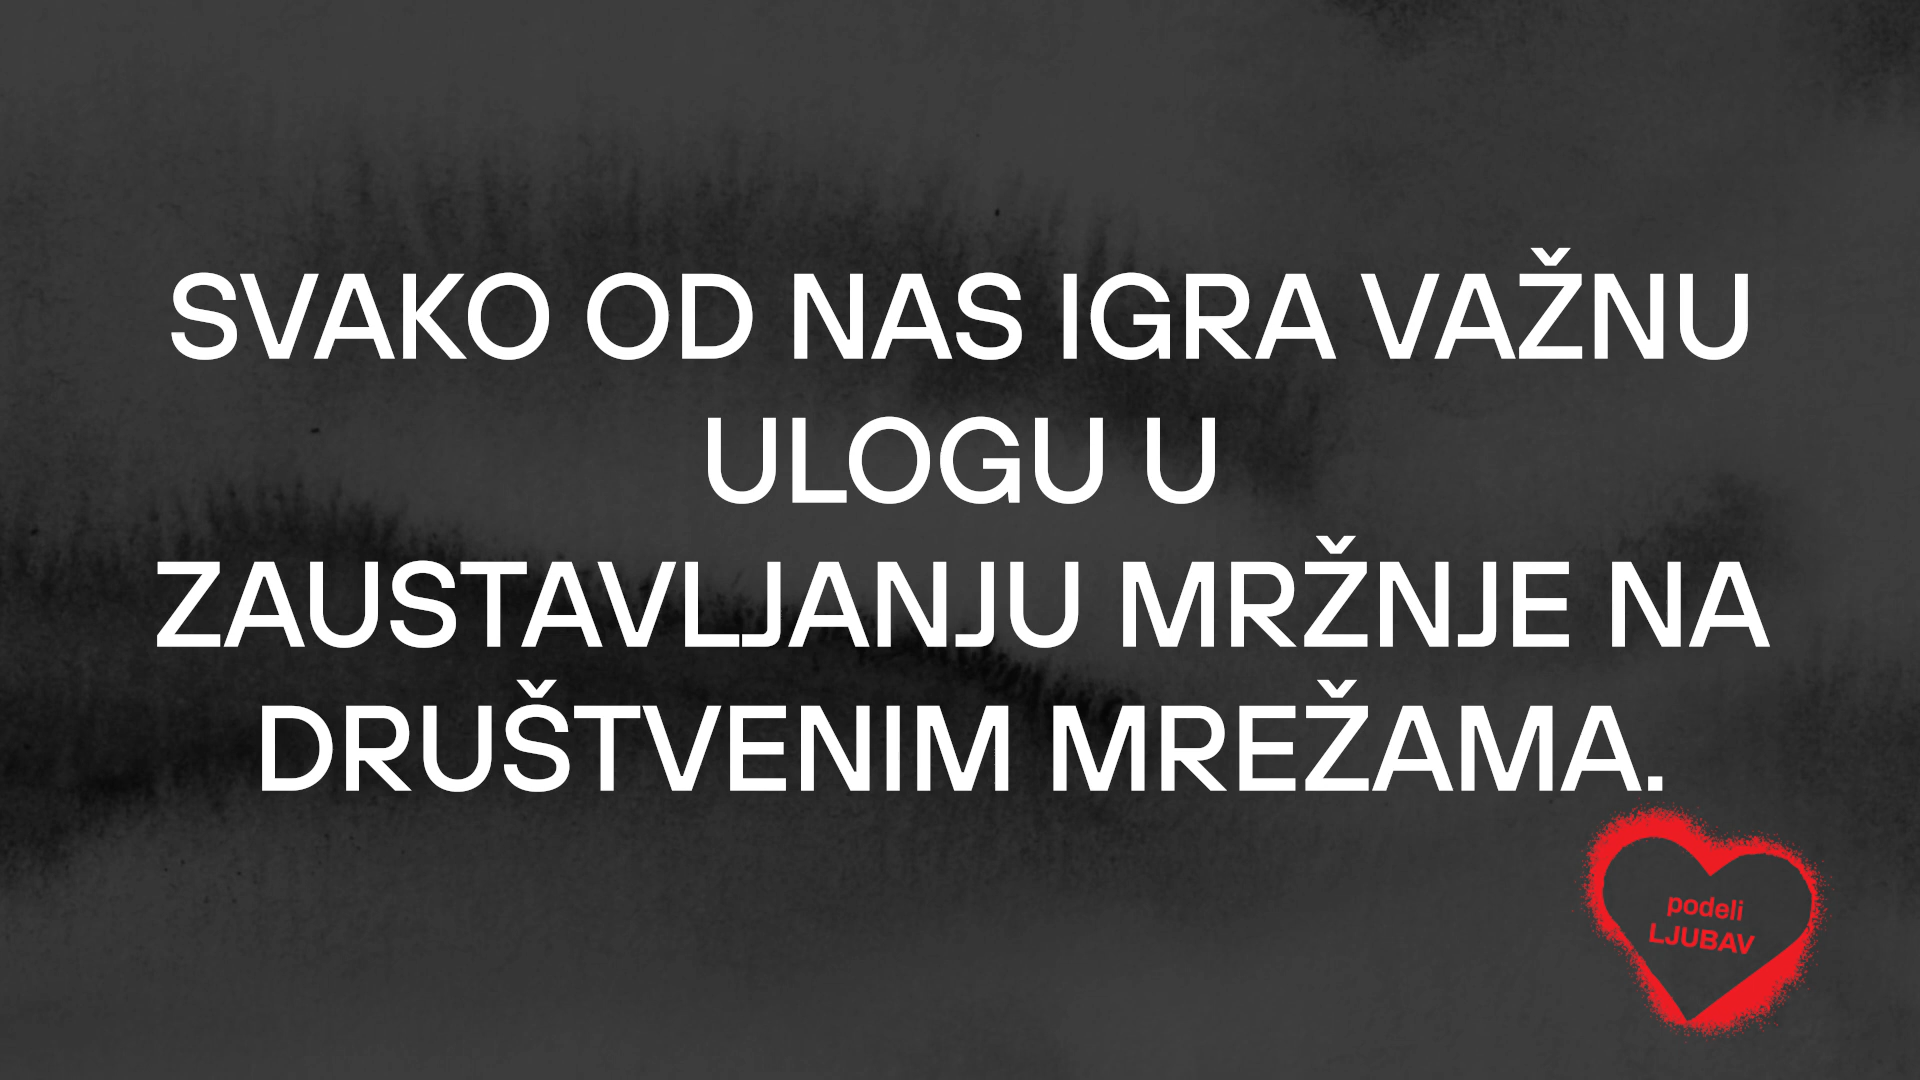 SVAKO OD NAS IGRA VAŽNU
ULOGU U
ZAUSTAVLJANJU MRŽNJE NA
DRUŠTVENIM MREŽAMA.
podeli
LJUBAV